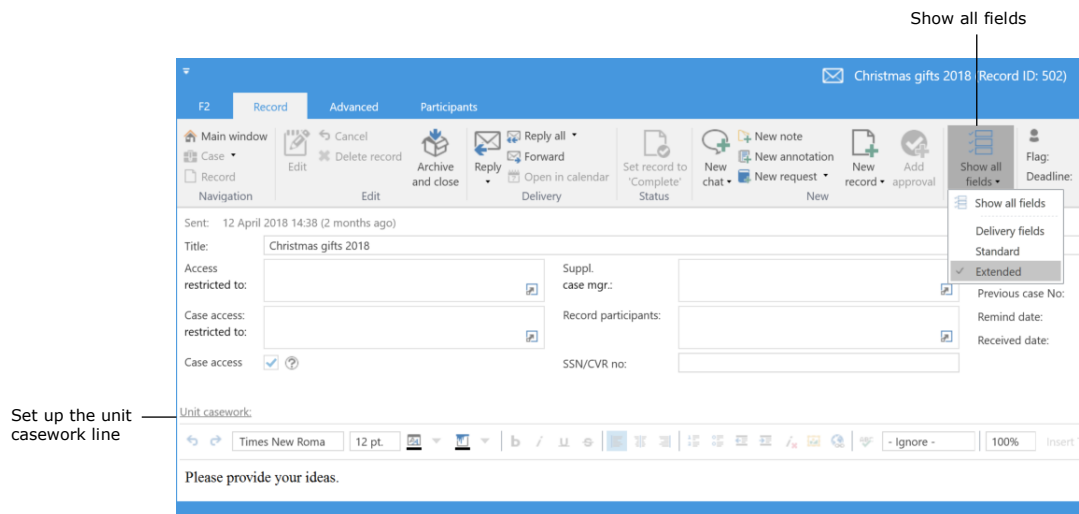 Show all fields
Christmas gifts 2018 (Record ID: 502)
F2 Record Advanced Participants
Main window
Case
Record
Navigation
Edit
Cancel
Delete record
Edit
Archive
and close
Reply
Reply all
Forward
Open in calendar
Delivery
Set record to
'Complete'
Status
New
chat
New note
New annotation
New request
New
record
Add
approval
New
Show all
fields
Flag:
Deadline:
Show all fields
Delivery fields
Standard
Extended
Sent: 12 April 2018 14:38 (2 months ago)
Title: Christmas gifts 2018
Access
restricted to:
Suppl.
case mgr.:
Previous case No:
Case access:
restricted to:
Record participants:
Remind date:
Received date:
Case access
SSN/CVR no:
Set up the unit
casework line
Unit casework:
Times New Roma 12 pt. b i u - Ignore - 100% Insert
Please provide your ideas.